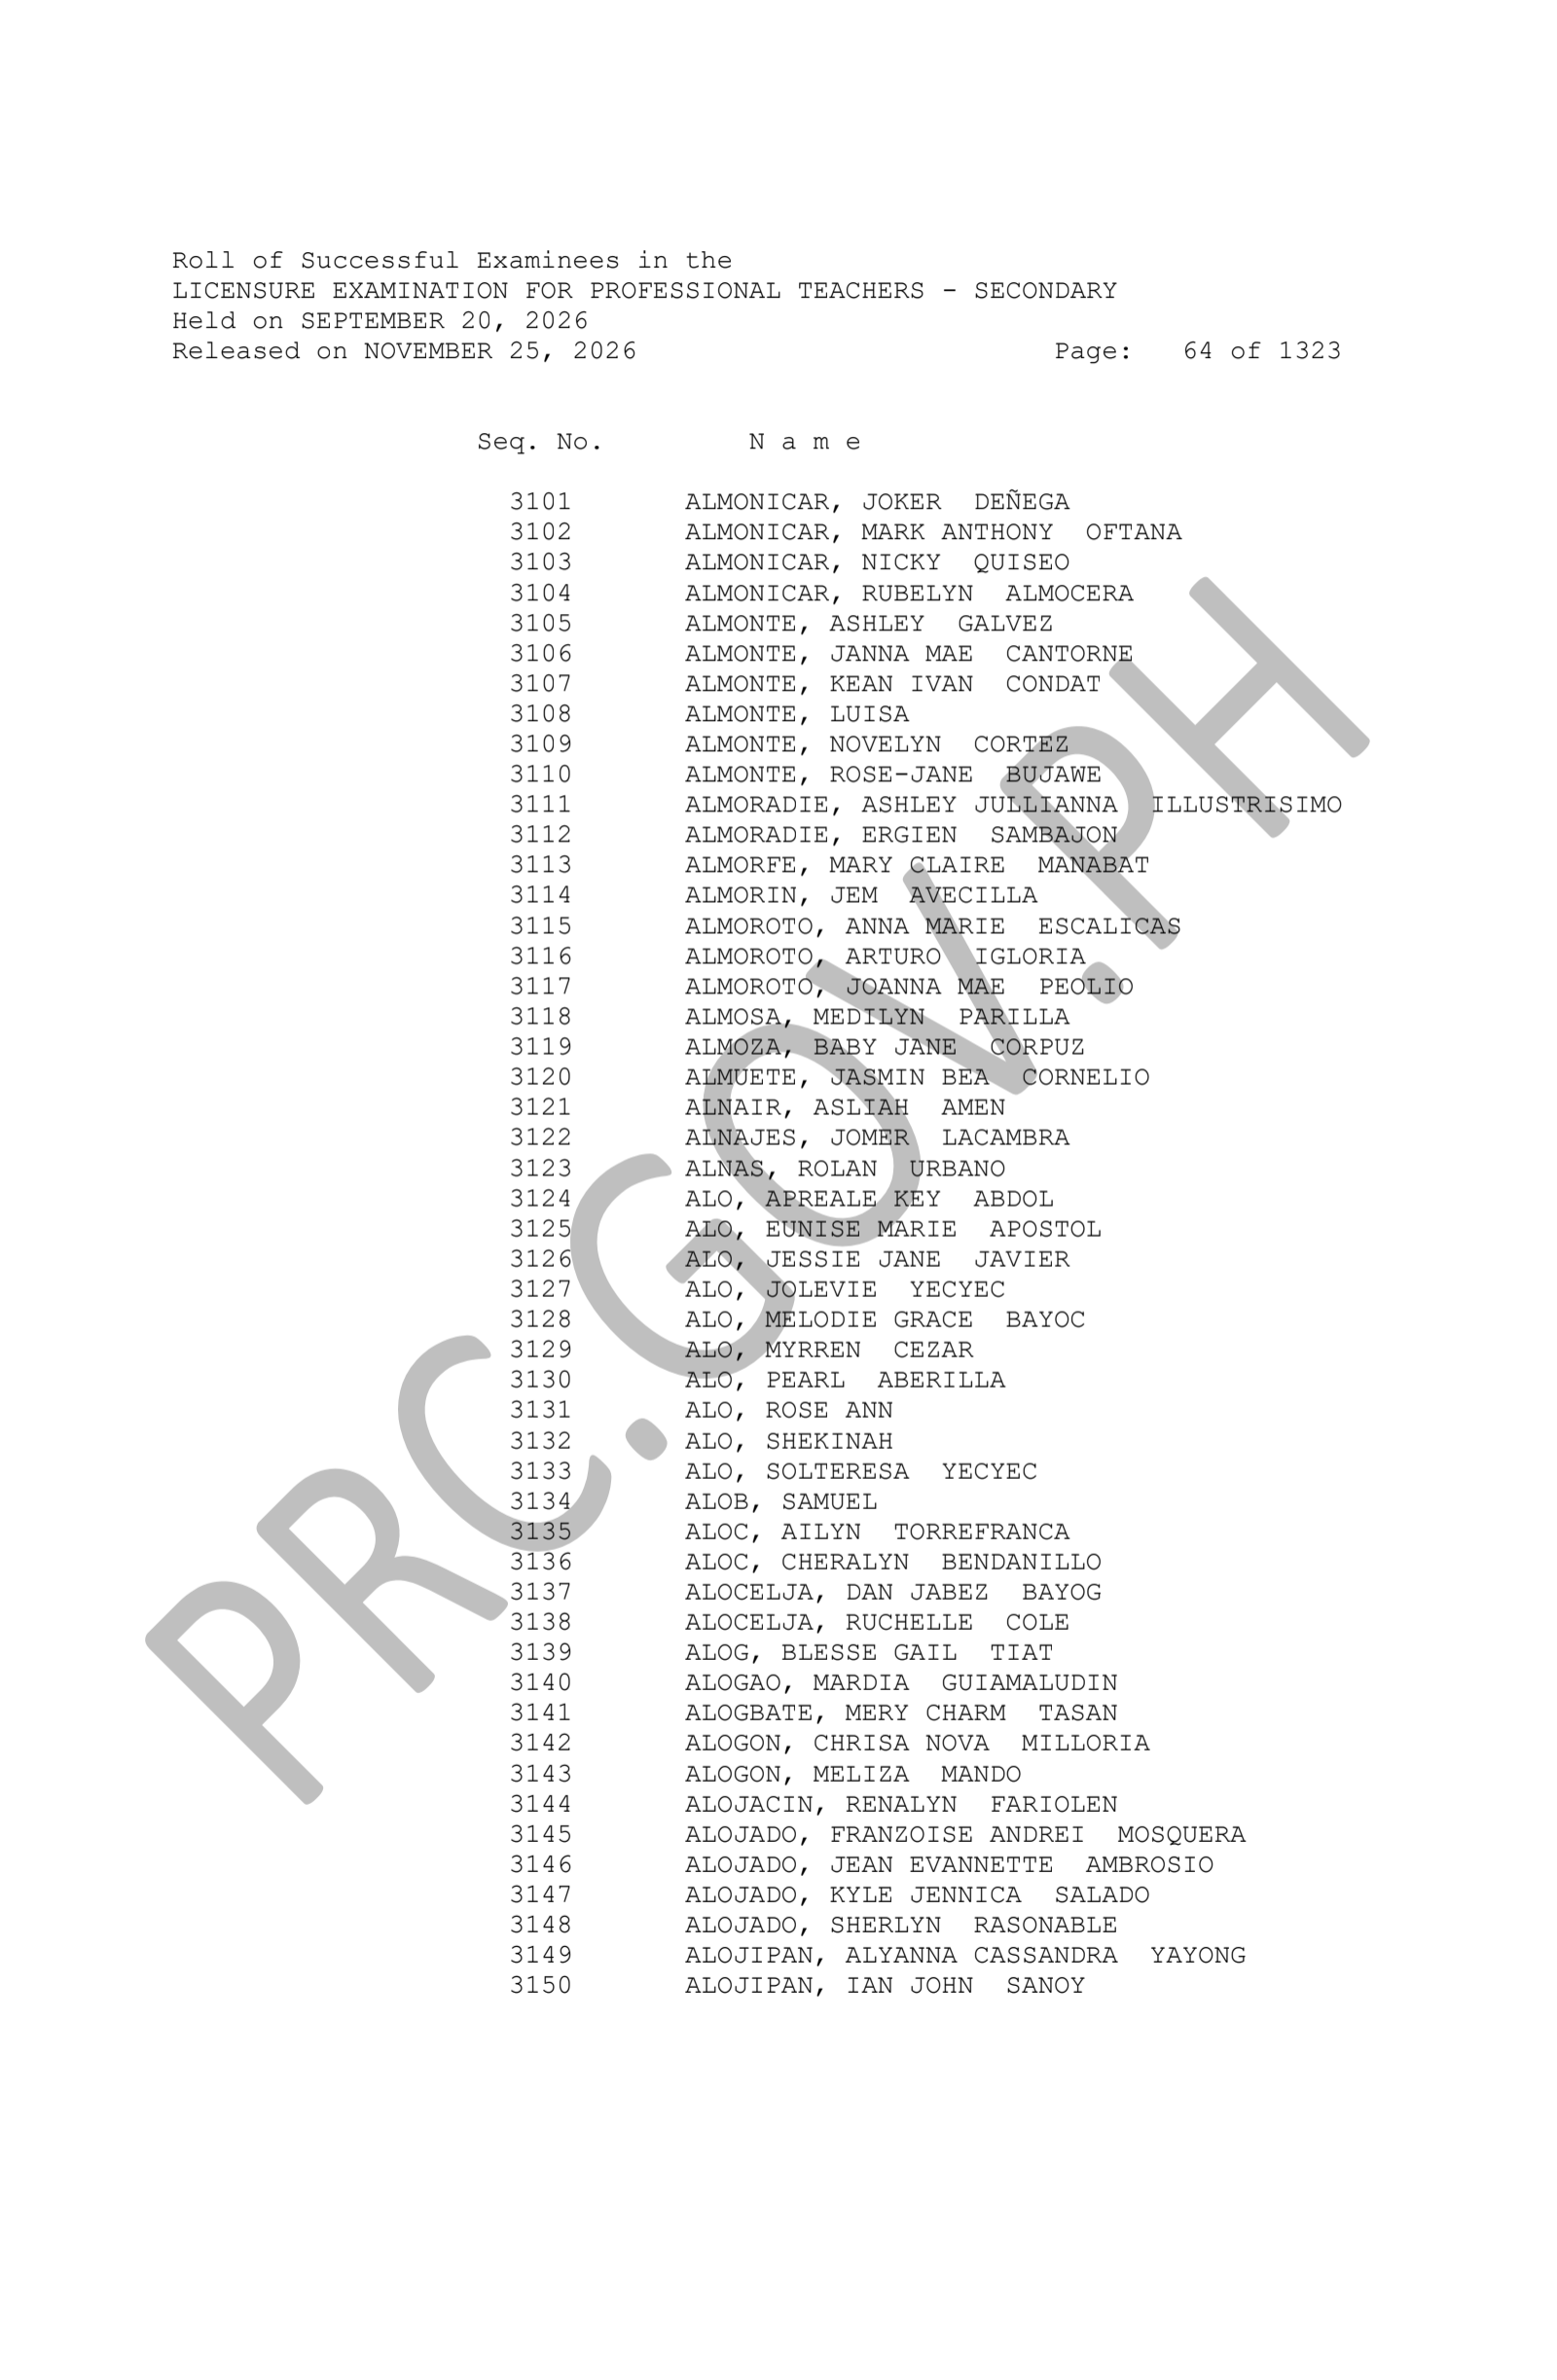 Roll of Successful Examinees in the
LICENSURE EXAMINATION FOR PROFESSIONAL TEACHERS - SECONDARY
Held on SEPTEMBER 20, 2026
Released on NOVEMBER 25, 2026 Page: 64 of 1323
Seq. No. N a m e
3101 ALMONICAR, JOKER DEÑEGA
3102 ALMONICAR, MARK ANTHONY OFTANA
3103 ALMONICAR, NICKY QUISEO
3104 ALMONICAR, RUBELYN ALMOCERA
3105 ALMONTE, ASHLEY GALVEZ
3106 ALMONTE, JANNA MAE CANTORNE
3107 ALMONTE, KEAN IVAN CONDAT
3108 ALMONTE, LUISA
3109 ALMONTE, NOVELYN CORTEZ
3110 ALMONTE, ROSE-JANE BUJAWE
3111 ALMORADIE, ASHLEY JULLIANNA ILLUSTRISIMO
3112 ALMORADIE, ERGIEN SAMBAJON
3113 ALMORFE, MARY CLAIRE MANABAT
3114 ALMORIN, JEM AVECILLA
3115 ALMOROTO, ANNA MARIE ESCALICAS
3116 ALMOROTO, ARTURO IGLORIA
3117 ALMOROTO, JOANNA MAE PEOLIO
3118 ALMOSA, MEDILYN PARILLA
3119 ALMOZA, BABY JANE CORPUZ
3120 ALMUETE, JASMIN BEA CORNELIO
3121 ALNAIR, ASLIAH AMEN
3122 ALNAJES, JOMER LACAMBRA
3123 ALNAS, ROLAN URBANO
3124 ALO, APREALE KEY ABDOL
3125 ALO, EUNISE MARIE APOSTOL
3126 ALO, JESSIE JANE JAVIER
3127 ALO, JOLEVIE YECYEC
3128 ALO, MELODIE GRACE BAYOC
3129 ALO, MYRREN CEZAR
3130 ALO, PEARL ABERILLA
3131 ALO, ROSE ANN
3132 ALO, SHEKINAH
3133 ALO, SOLTERESA YECYEC
3134 ALOB, SAMUEL
3135 ALOC, AILYN TORREFRANCA
3136 ALOC, CHERALYN BENDANILLO
3137 ALOCELJA, DAN JABEZ BAYOG
3138 ALOCELJA, RUCHELLE COLE
3139 ALOG, BLESSE GAIL TIAT
3140 ALOGAO, MARDIA GUIAMALUDIN
3141 ALOGBATE, MERY CHARM TASAN
3142 ALOGON, CHRISA NOVA MILLORIA
3143 ALOGON, MELIZA MANDO
3144 ALOJACIN, RENALYN FARIOLEN
3145 ALOJADO, FRANZOISE ANDREI MOSQUERA
3146 ALOJADO, JEAN EVANNETTE AMBROSIO
3147 ALOJADO, KYLE JENNICA SALADO
3148 ALOJADO, SHERLYN RASONABLE
3149 ALOJIPAN, ALYANNA CASSANDRA YAYONG
3150 ALOJIPAN, IAN JOHN SANOY
PRC.GOV.PH